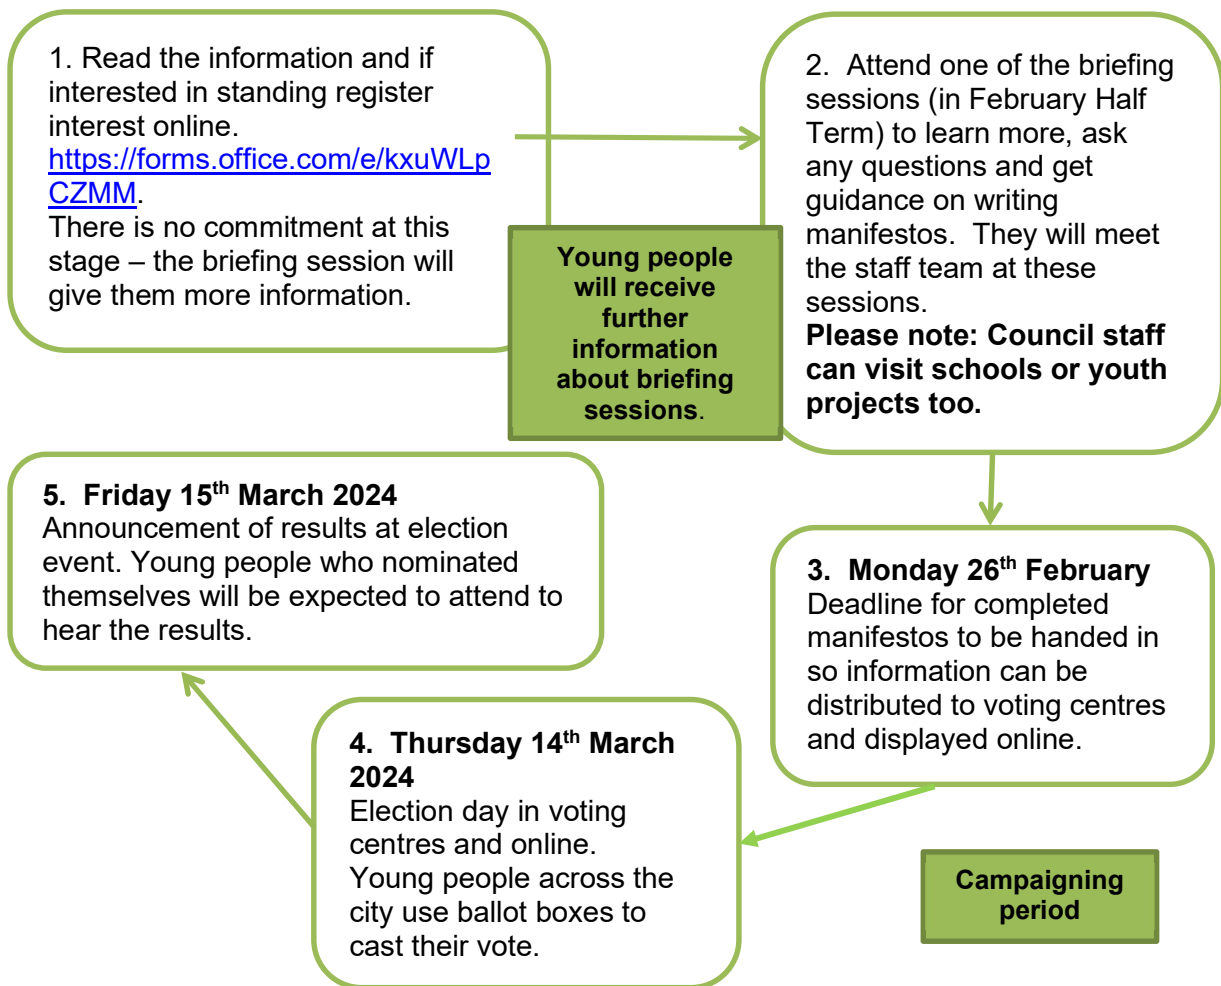 1. Read the information and if
interested in standing register
interest online.
https://forms.office.com/e/kxuWLp
CZMM.
There is no commitment at this
stage – the briefing session will
give them more information.
Young people
will receive
further
information
about briefing
sessions.
2.  Attend one of the briefing
sessions (in February Half
Term) to learn more, ask
any questions and get
guidance on writing
manifestos.  They will meet
the staff team at these
sessions.
Please note: Council staff
can visit schools or youth
projects too.
3.  Monday 26th February
Deadline for completed
manifestos to be handed in
so information can be
distributed to voting centres
and displayed online.
Campaigning
period
4.  Thursday 14th March
2024
Election day in voting
centres and online.
Young people across the
city use ballot boxes to
cast their vote.
5.  Friday 15th March 2024
Announcement of results at election
event. Young people who nominated
themselves will be expected to attend to
hear the results.